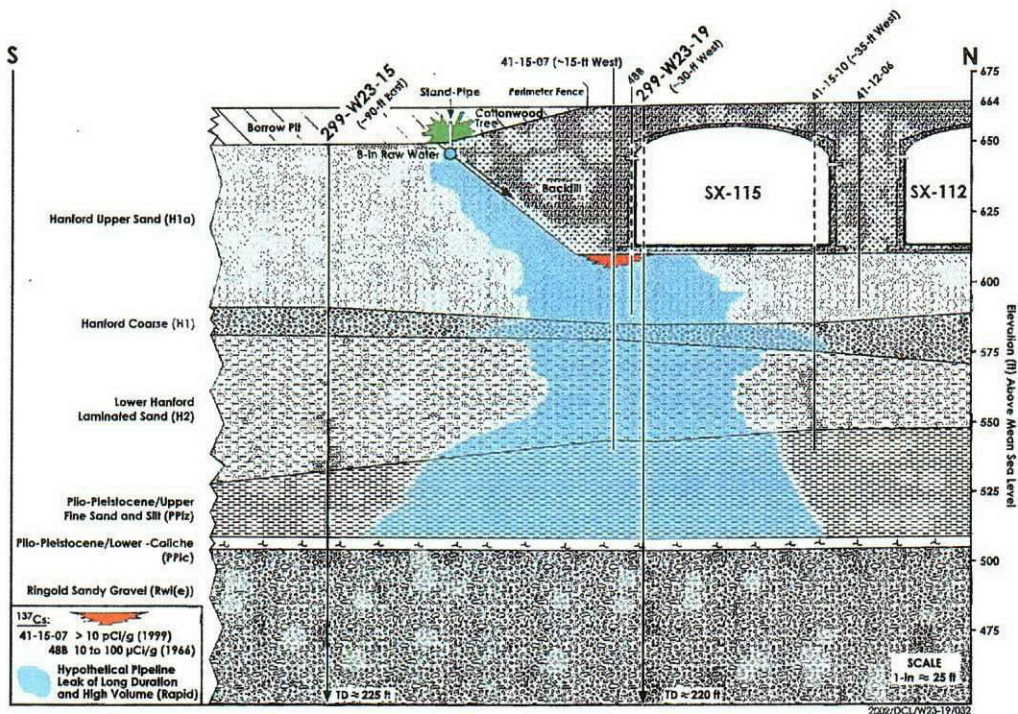 S
N
299-W23-15
(~90-ft East)
Stand-Pipe
Cottonwood
Tree
41-15-07 (~15-ft West)
Perimeter Fence
48B
299-W23-19
(~30-ft West)
41-15-10 (~35-ft West)
41-12-06
Borrow Pit
8-in Raw Water
Backfill
SX-115
SX-112
675
664
650
625
600
575
550
525
500
475
Elevation (ft) Above Mean Sea Level
Hanford Upper Sand (H1a)
Hanford Coarse (H1)
Lower Hanford
Laminated Sand (H2)
Plio-Pleistocene/Upper
Fine Sand and Silt (PPlz)
Plio-Pleistocene/Lower -Caliche
(PPlc)
Ringold Sandy Gravel (Rwi(e))
137Cs:
41-15-07 > 10 pCi/g (1999)
48B 10 to 100 µCi/g (1966)
Hypothetical Pipeline
Leak of Long Duration
and High Volume (Rapid)
TD ≈ 225 ft
TD ≈ 220 ft
SCALE
1-in ≈ 25 ft
2002/DCL/W23-19/032